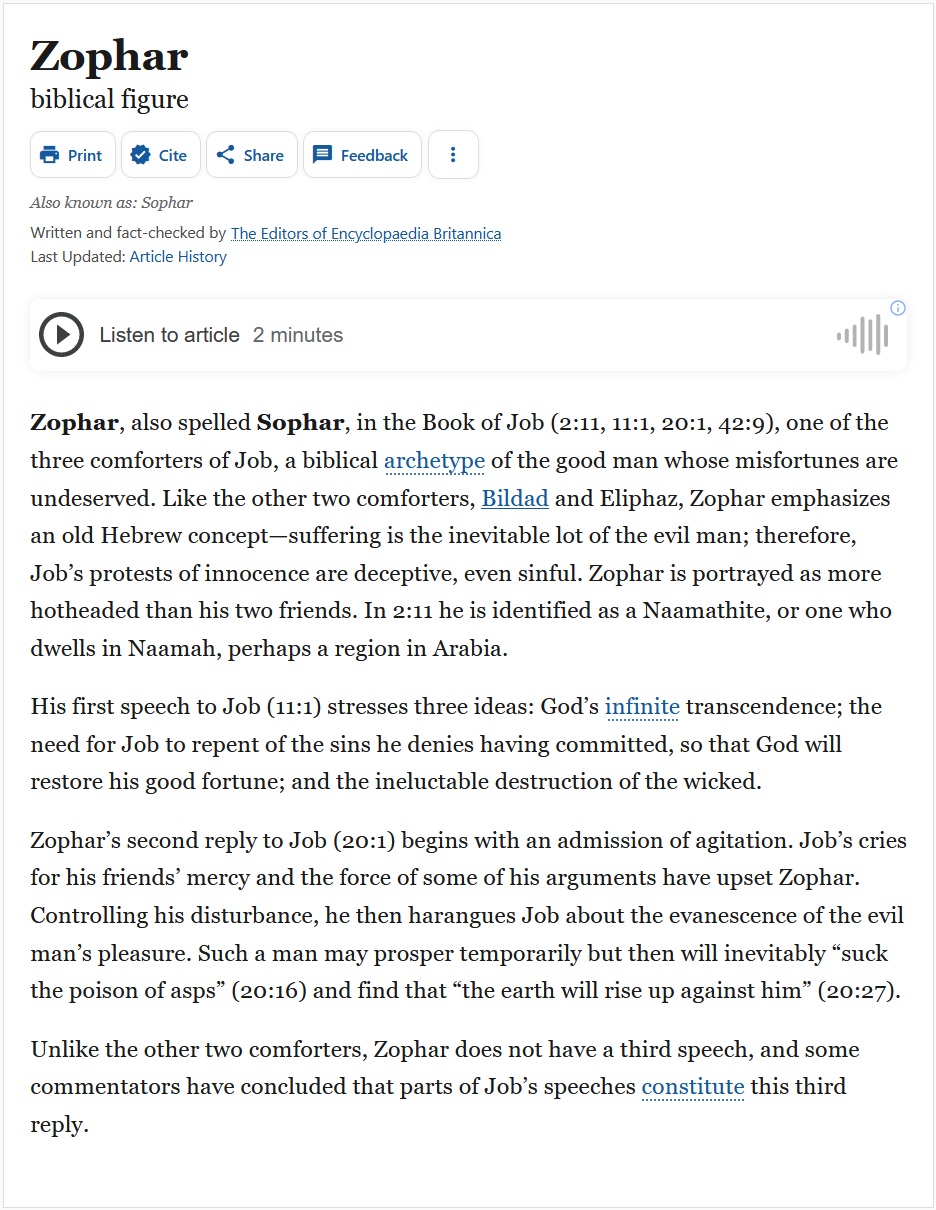 Zophar
biblical figure
Print Cite Share Feedback
Also known as: Sophar
Written and fact-checked by The Editors of Encyclopaedia Britannica
Last Updated: Article History
Listen to article 2 minutes
Zophar, also spelled Sophar, in the Book of Job (2:11, 11:1, 20:1, 42:9), one of the
three comforters of Job, a biblical archetype of the good man whose misfortunes are
undeserved. Like the other two comforters, Bildad and Eliphaz, Zophar emphasizes
an old Hebrew concept—suffering is the inevitable lot of the evil man; therefore,
Job’s protests of innocence are deceptive, even sinful. Zophar is portrayed as more
hotheaded than his two friends. In 2:11 he is identified as a Naamathite, or one who
dwells in Naamah, perhaps a region in Arabia.
His first speech to Job (11:1) stresses three ideas: God’s infinite transcendence; the
need for Job to repent of the sins he denies having committed, so that God will
restore his good fortune; and the ineluctable destruction of the wicked.
Zophar’s second reply to Job (20:1) begins with an admission of agitation. Job’s cries
for his friends’ mercy and the force of some of his arguments have upset Zophar.
Controlling his disturbance, he then harangues Job about the evanescence of the evil
man’s pleasure. Such a man may prosper temporarily but then will inevitably “suck
the poison of asps” (20:16) and find that “the earth will rise up against him” (20:27).
Unlike the other two comforters, Zophar does not have a third speech, and some
commentators have concluded that parts of Job’s speeches constitute this third
reply.